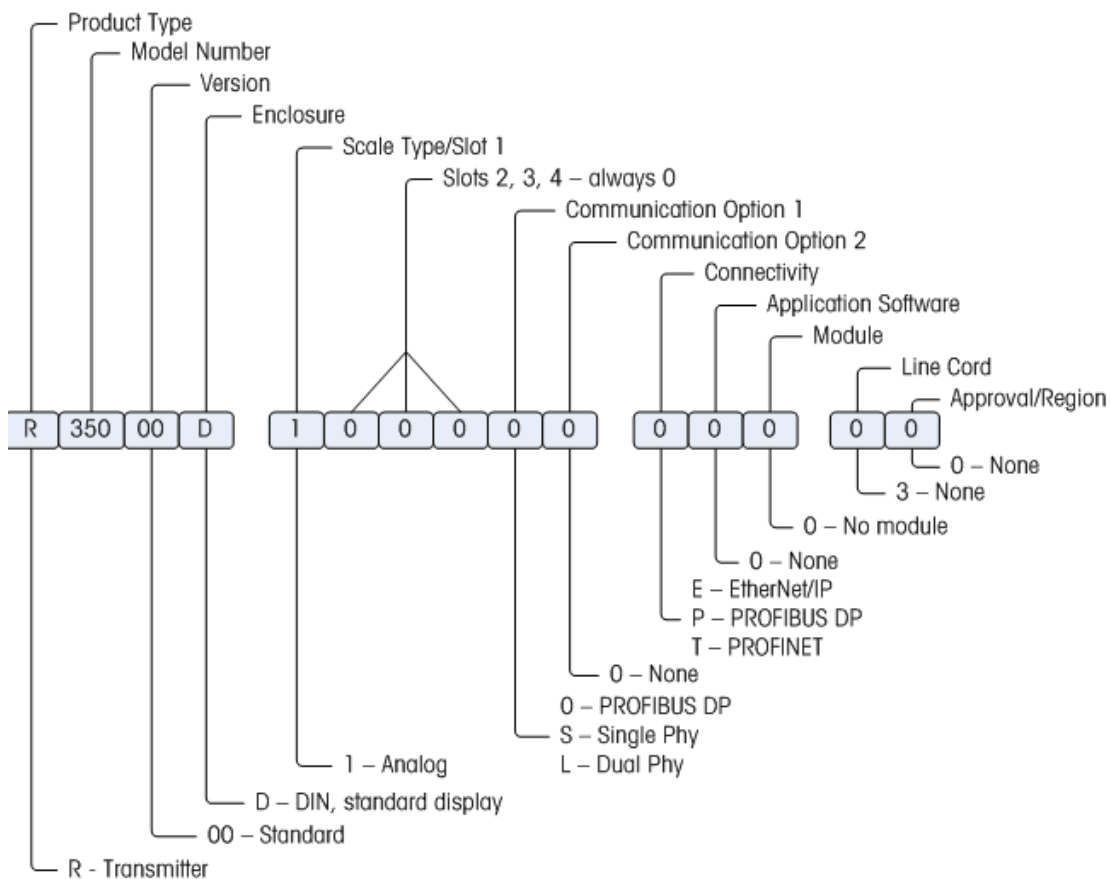 Product Type
Model Number
Version
Enclosure
Scale Type/Slot 1
Slots 2, 3, 4 – always 0
Communication Option 1
Communication Option 2
Connectivity
Application Software
Module
Line Cord
Approval/Region
R 350 00 D 1 0 0 0 0 0 0 0 0 0 0
0 – None
3 – None
0 – No module
0 – None
E – EtherNet/IP
P – PROFIBUS DP
T – PROFINET
0 – None
0 – PROFIBUS DP
S – Single Phy
L – Dual Phy
1 – Analog
D – DIN, standard display
00 – Standard
R - Transmitter